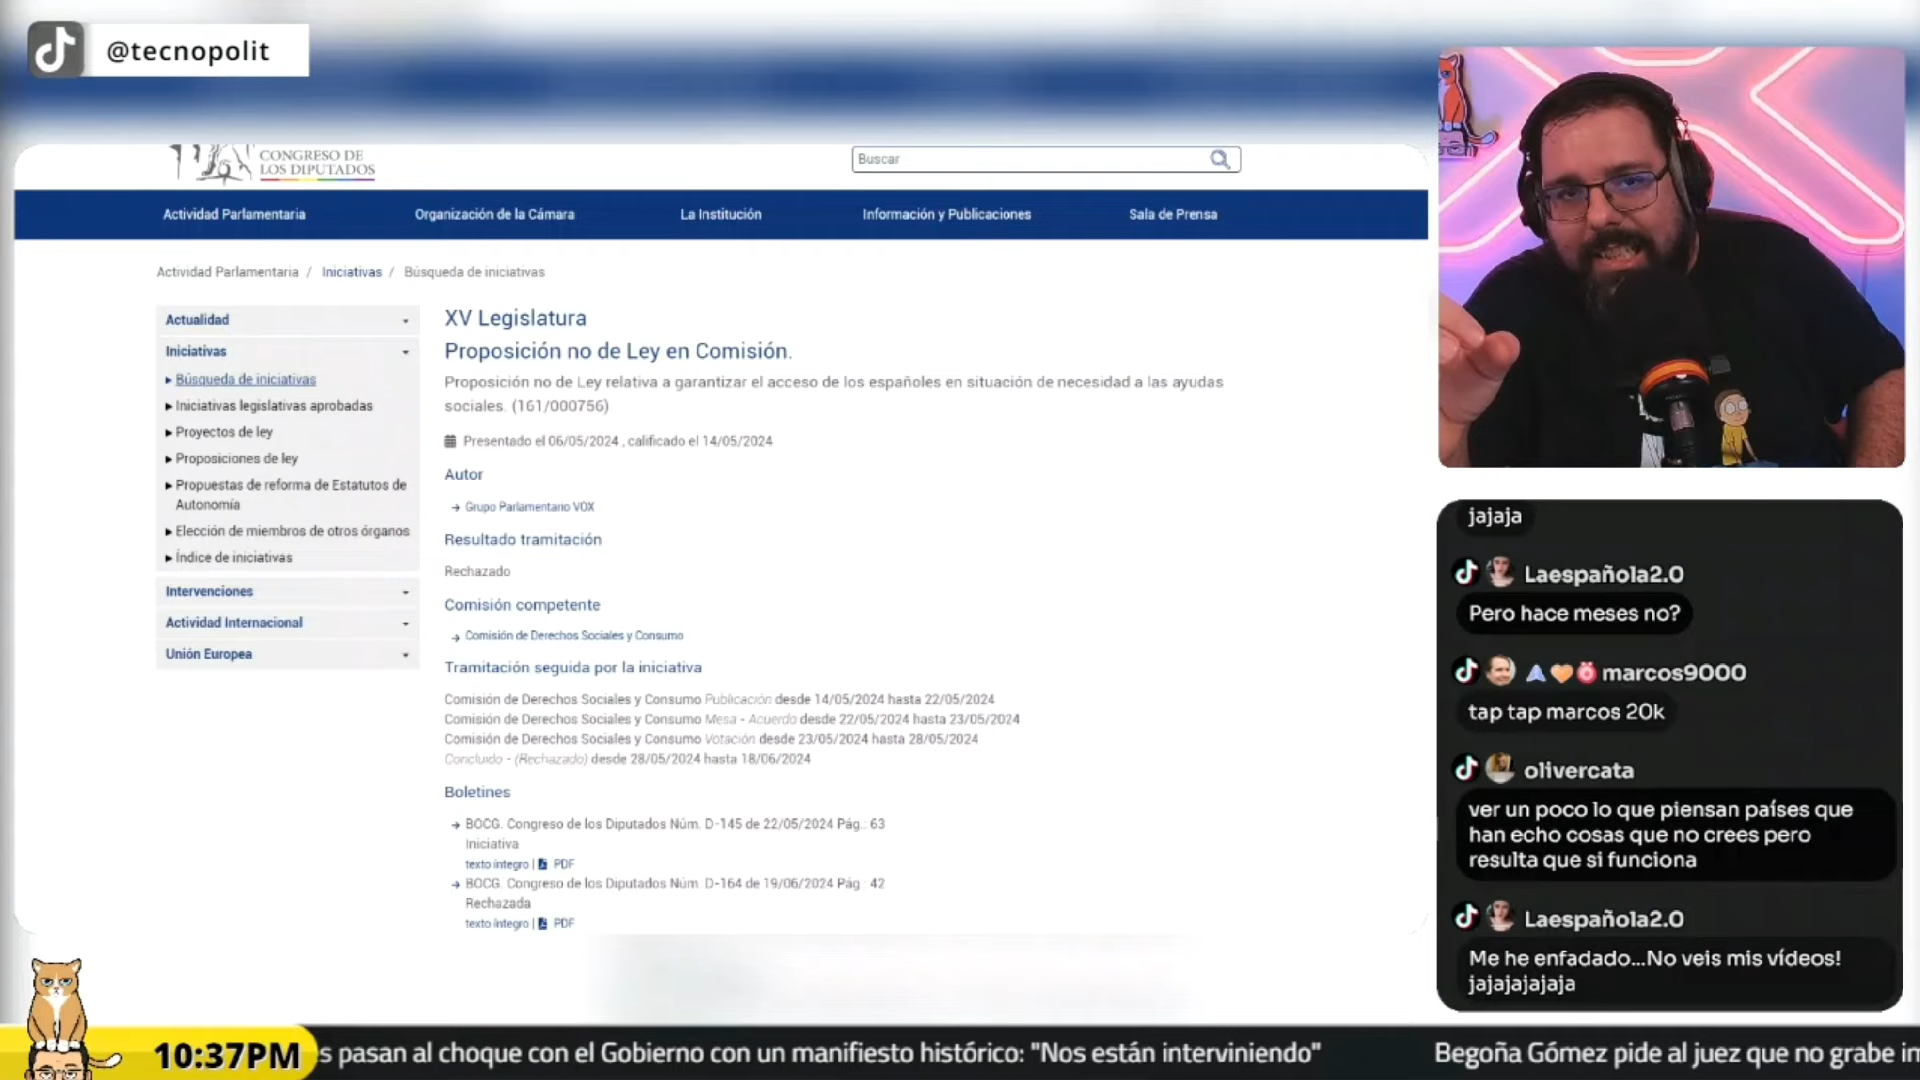 @tecnopolit
CONGRESO DE
LOS DIPUTADOS
Buscar
Actividad Parlamentaria
Organización de la Cámara
La Institución
Información y Publicaciones
Sala de Prensa
Actividad Parlamentaria / Iniciativas / Búsqueda de iniciativas
Actualidad
Iniciativas
Búsqueda de iniciativas
Iniciativas legislativas aprobadas
Proyectos de ley
Proposiciones de ley
Propuestas de reforma de Estatutos de
Autonomía
Elección de miembros de otros órganos
Índice de iniciativas
Intervenciones
Actividad Internacional
Unión Europea
XV Legislatura
Proposición no de Ley en Comisión.
Proposición no de Ley relativa a garantizar el acceso de los españoles en situación de necesidad a las ayudas
sociales. (161/000756)
Presentado el 06/05/2024 , calificado el 14/05/2024
Autor
Grupo Parlamentario VOX
Resultado tramitación
Rechazado
Comisión competente
Comisión de Derechos Sociales y Consumo
Tramitación seguida por la iniciativa
Comisión de Derechos Sociales y Consumo Publicación desde 14/05/2024 hasta 22/05/2024
Comisión de Derechos Sociales y Consumo Mesa - Acuerdo desde 22/05/2024 hasta 23/05/2024
Comisión de Derechos Sociales y Consumo Votación desde 23/05/2024 hasta 28/05/2024
Concluido - (Rechazado) desde 28/05/2024 hasta 18/06/2024
Boletines
BOCG. Congreso de los Diputados Núm. D-145 de 22/05/2024 Pág.: 63
Iniciativa
texto íntegro | PDF
BOCG. Congreso de los Diputados Núm. D-164 de 19/06/2024 Pág.: 42
Rechazada
texto íntegro | PDF
jajaja
Laespañola2.0
Pero hace meses no?
marcos9000
tap tap marcos 20k
olivercata
ver un poco lo que piensan países que
han echo cosas que no crees pero
resulta que si funciona
Laespañola2.0
Me he enfadado...No veis mis vídeos!
jajajajajaja
10:37PM
s pasan al choque con el Gobierno con un manifiesto histórico: "Nos están interviniendo"
Begoña Gómez pide al juez que no grabe im